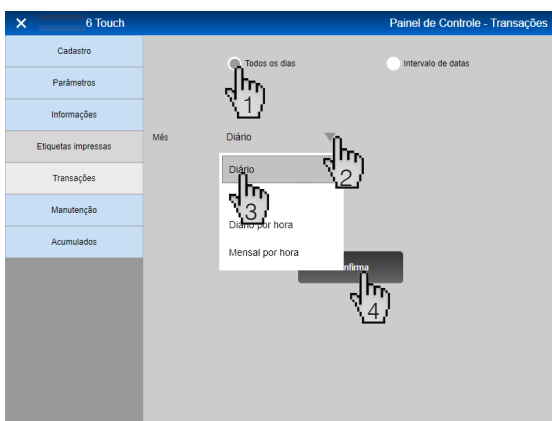 6 Touch
Painel de Controle - Transações
Cadastro
Todos os dias
Intervalo de datas
Parâmetros
1
Informações
Mês
Diário
Etiquetas impressas
Diário
2
Transações
3
Manutenção
Diário por hora
Acumulados
Mensal por hora
Confirma
4